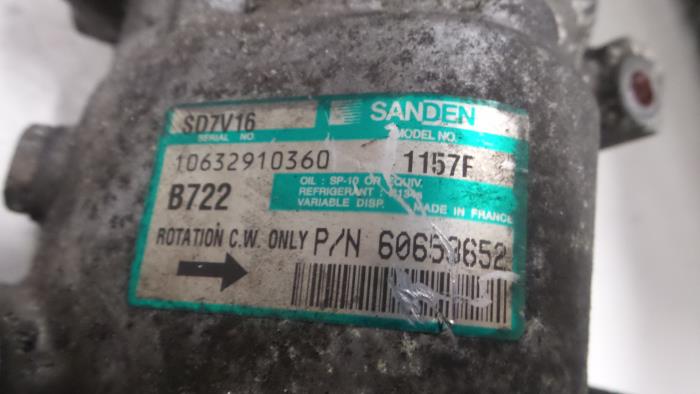 SD7V16 SANDEN
SERIAL NO. MODEL NO.
10632910360 1157F
OIL : SP-10 OR EQUIV.
B722 REFRIGERANT : R134a
VARIABLE DISP. MADE IN FRANCE
ROTATION C.W. ONLY P/N 60653652